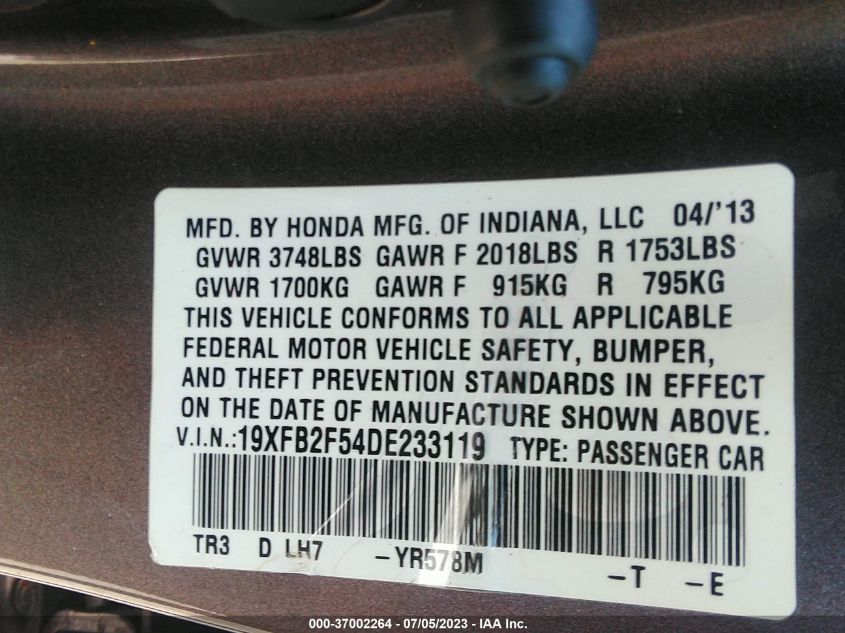 MFD. BY HONDA MFG. OF INDIANA, LLC 04/'13
GVWR 3748LBS GAWR F 2018LBS R 1753LBS
GVWR 1700KG GAWR F 915KG R 795KG
THIS VEHICLE CONFORMS TO ALL APPLICABLE
FEDERAL MOTOR VEHICLE SAFETY, BUMPER,
AND THEFT PREVENTION STANDARDS IN EFFECT
ON THE DATE OF MANUFACTURE SHOWN ABOVE.
V.I.N.:19XFB2F54DE233119 TYPE: PASSENGER CAR
TR3 D LH7 -YR578M -T -E
000-37002264 - 07/05/2023 - IAA Inc.